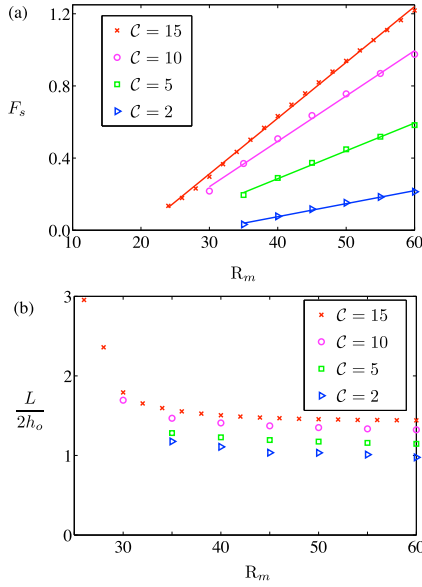 (a)
1.2
0.8
0.4
0.0
F_s
C = 15
C = 10
C = 5
C = 2
10 20 30 40 50 60
R_m
(b)
3
2
1
0
L
2h_o
C = 15
C = 10
C = 5
C = 2
30 40 50 60
R_m